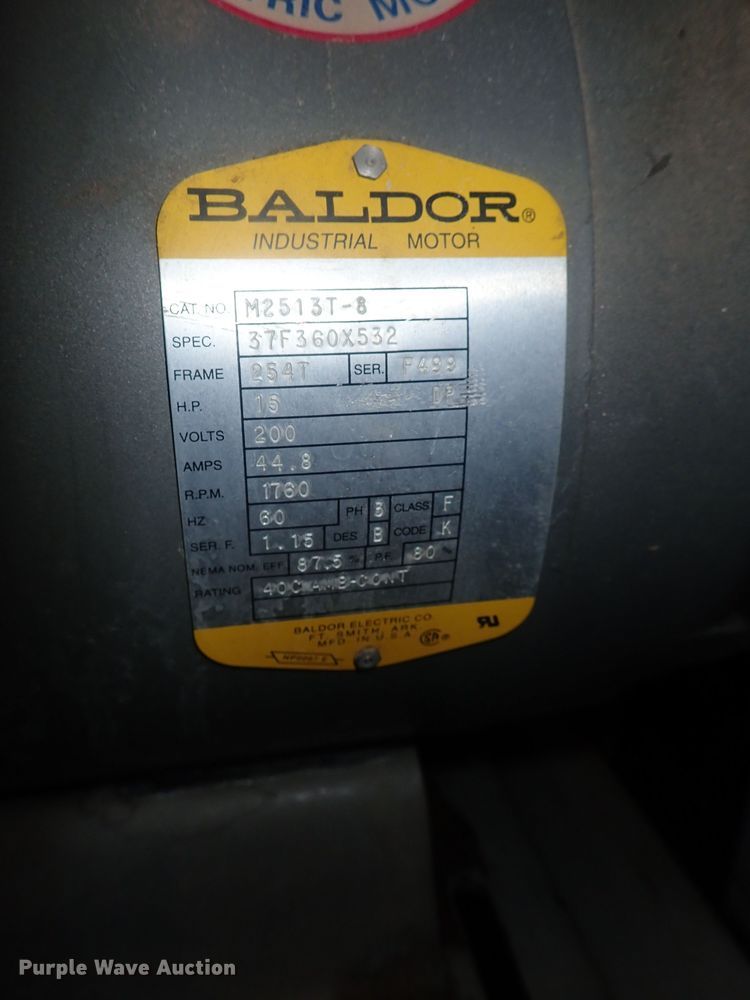 TRIC MO
BALDOR®
INDUSTRIAL MOTOR
CAT. NO. M2513T-8
SPEC. 37F360X532
FRAME 254T SER. F499
H.P. 15 DP
VOLTS 200
AMPS 44.8
R.P.M. 1760
HZ 60 PH 3 CLASS F
SER. F. 1.15 DES B CODE K
NEMA NOM. EFF. 87.5 % P.F. 80 %
RATING 40C AMB-CONT
BALDOR ELECTRIC CO.
FT. SMITH, ARK.
MFD. IN U.S.A.
Purple Wave Auction